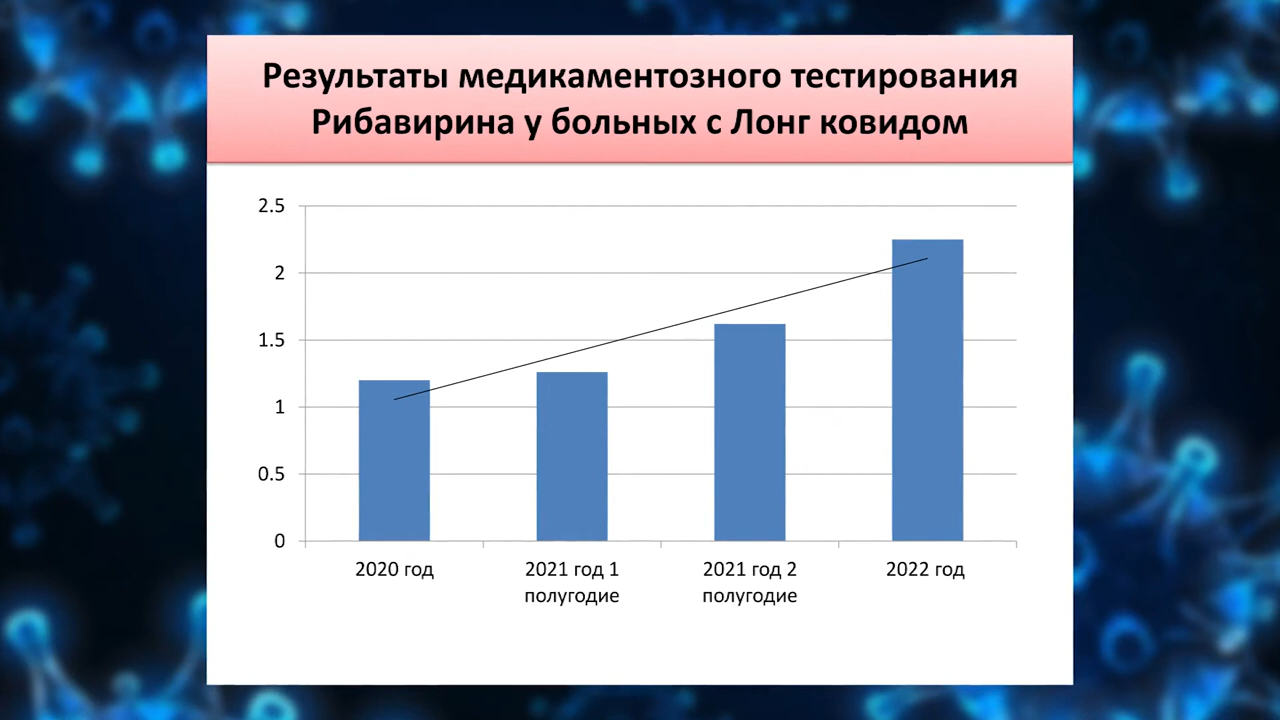 Результаты медикаментозного тестирования
Рибавирина у больных с Лонг ковидом
2.5
2
1.5
1
0.5
0
2020 год
2021 год 1
полугодие
2021 год 2
полугодие
2022 год